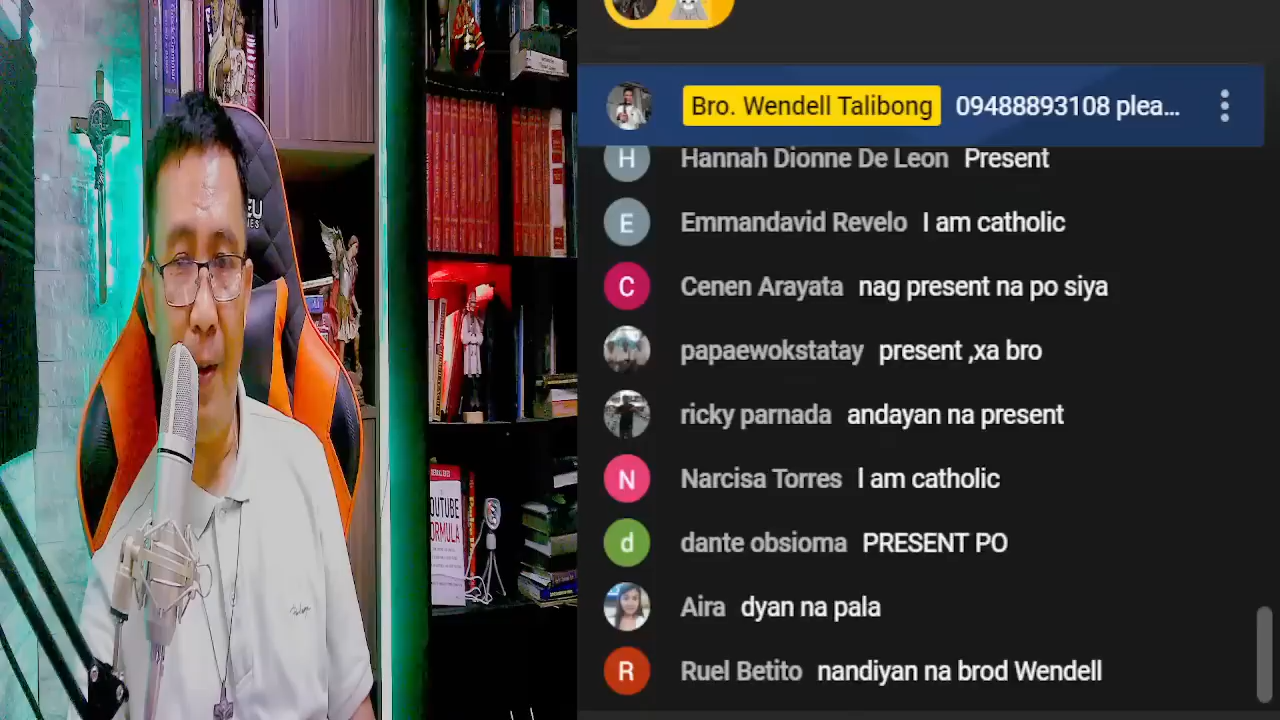 Bro. Wendell Talibong 09488893108 plea...
H Hannah Dionne De Leon Present
E Emmandavid Revelo I am catholic
C Cenen Arayata nag present na po siya
papaewokstatay present ,xa bro
ricky parnada andayan na present
N Narcisa Torres I am catholic
d dante obsioma PRESENT PO
Aira dyan na pala
R Ruel Betito nandiyan na brod Wendell
OUTUBE
ORMULA